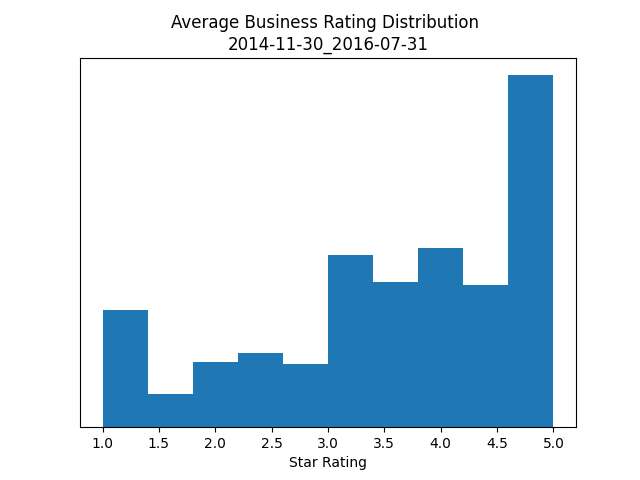 Average Business Rating Distribution
2014-11-30_2016-07-31
1.0 1.5 2.0 2.5 3.0 3.5 4.0 4.5 5.0
Star Rating